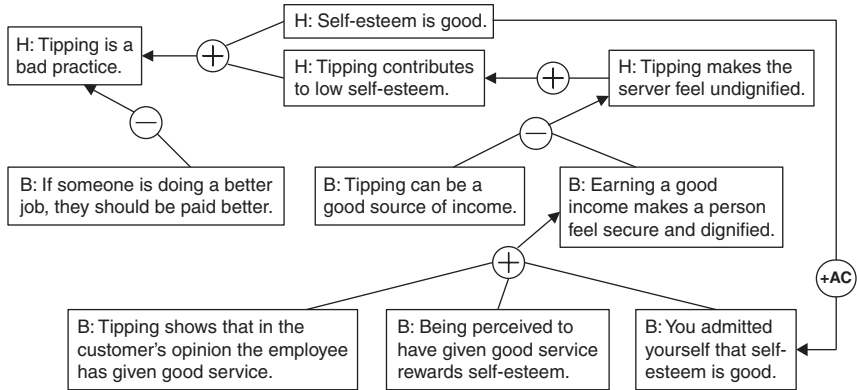 H: Self-esteem is good.
H: Tipping is a
bad practice.
+
H: Tipping contributes
to low self-esteem.
+
H: Tipping makes the
server feel undignified.
−
−
B: If someone is doing a better
job, they should be paid better.
B: Tipping can be a
good source of income.
B: Earning a good
income makes a person
feel secure and dignified.
+
+AC
B: Tipping shows that in the
customer's opinion the employee
has given good service.
B: Being perceived to
have given good service
rewards self-esteem.
B: You admitted
yourself that self-
esteem is good.